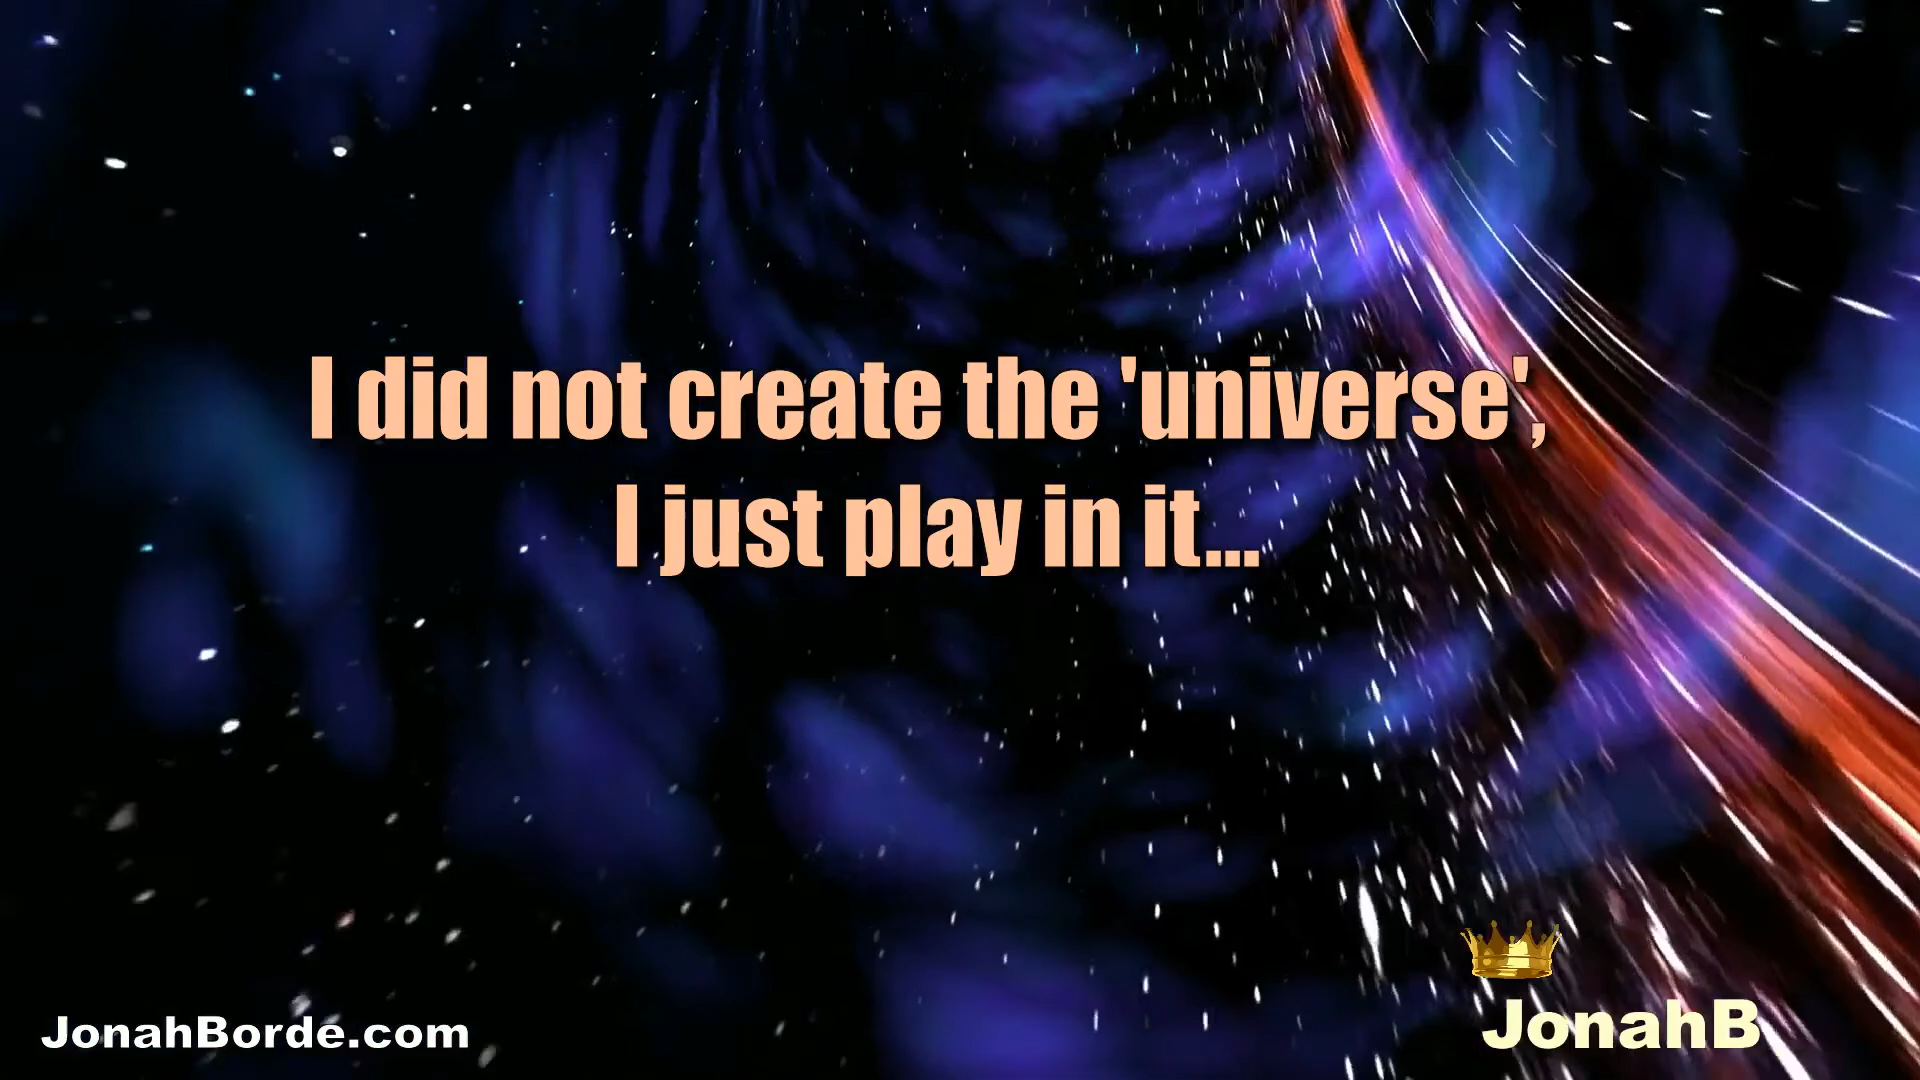 I did not create the 'universe',
I just play in it...
JonahBorde.com
JonahB